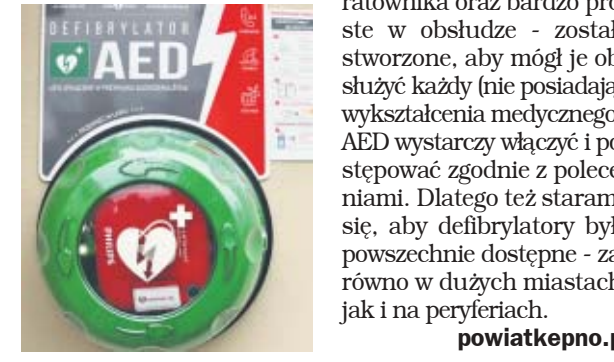 DEFIBRYLATOR
AED
PHILIPS
ratownika oraz bardzo pro
ste w obsłudze - został
stworzone, aby mógł je ob
służyć każdy (nie posiadają
wykształcenia medycznego
AED wystarczy włączyć i po
stępować zgodnie z polece
niami. Dlatego też staram
się, aby defibrylatory był
powszechnie dostępne - za
równo w dużych miastach
jak i na peryferiach.
powiatkepno.p